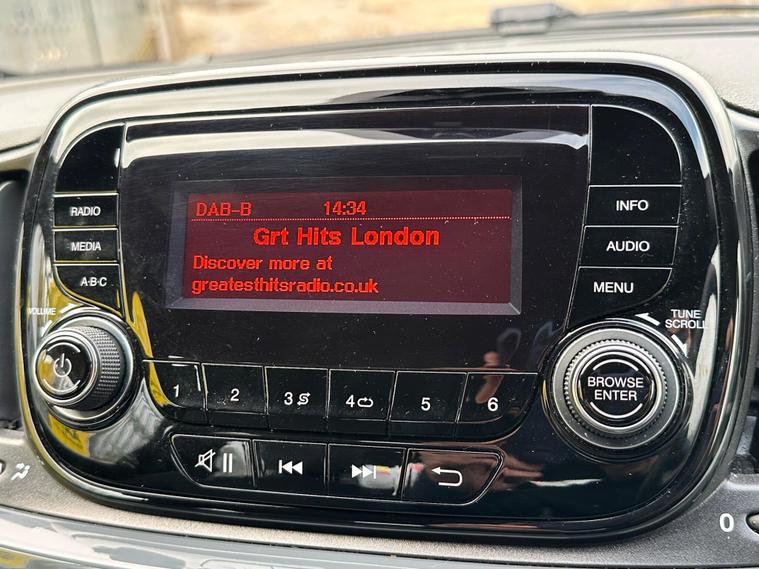 DAB-B 14:34
Grt Hits London
Discover more at
greatesthitsradio.co.uk
RADIO
MEDIA
A·B·C
INFO
AUDIO
MENU
VOLUME
TUNE
SCROLL
BROWSE
ENTER
1 2 3 4 5 6
0